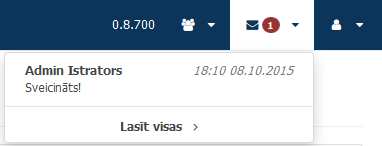 0.8.700
1
Admin Istrators 18:10 08.10.2015
Sveicināts!
Lasīt visas